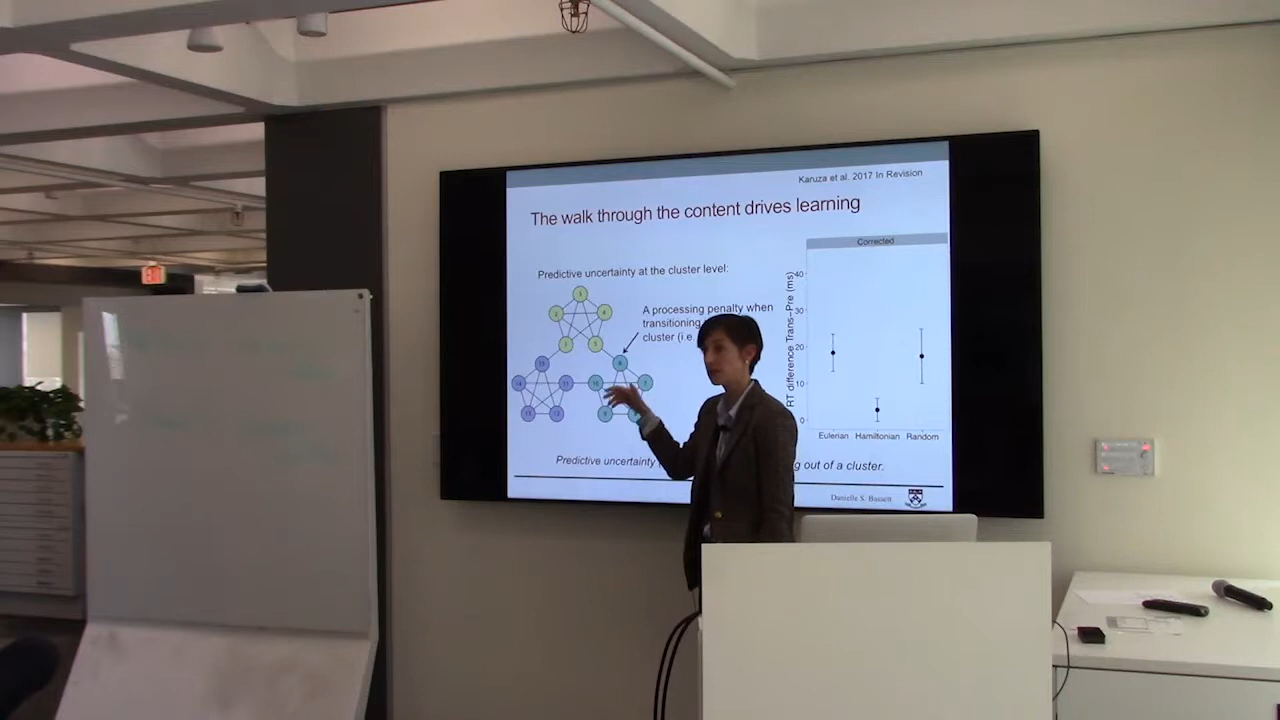 Karuza et al. 2017 In Revision
The walk through the content drives learning
Corrected
Predictive uncertainty at the cluster level:
A processing penalty when
transitioning
cluster (i.e.
RT difference Trans-Pre (ms)
40
30
20
10
0
Eulerian Hamiltonian Random
Predictive uncertainty
out of a cluster.
Danielle S. Bassett
EXIT